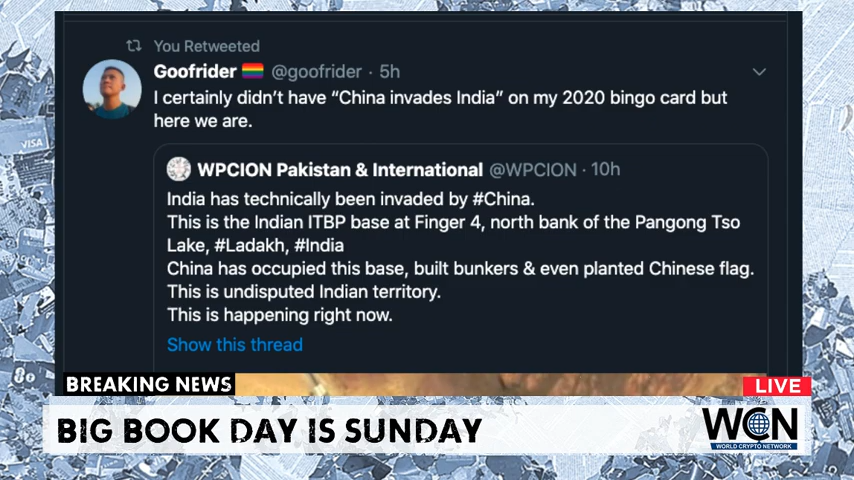 You Retweeted
Goofrider 🏳️‍🌈 @goofrider · 5h
I certainly didn’t have “China invades India” on my 2020 bingo card but
here we are.
WPCION Pakistan & International @WPCION · 10h
India has technically been invaded by #China.
This is the Indian ITBP base at Finger 4, north bank of the Pangong Tso
Lake, #Ladakh, #India
China has occupied this base, built bunkers & even planted Chinese flag.
This is undisputed Indian territory.
This is happening right now.
Show this thread
BREAKING NEWS
LIVE
BIG BOOK DAY IS SUNDAY
WCN
WORLD CRYPTO NETWORK
VISA